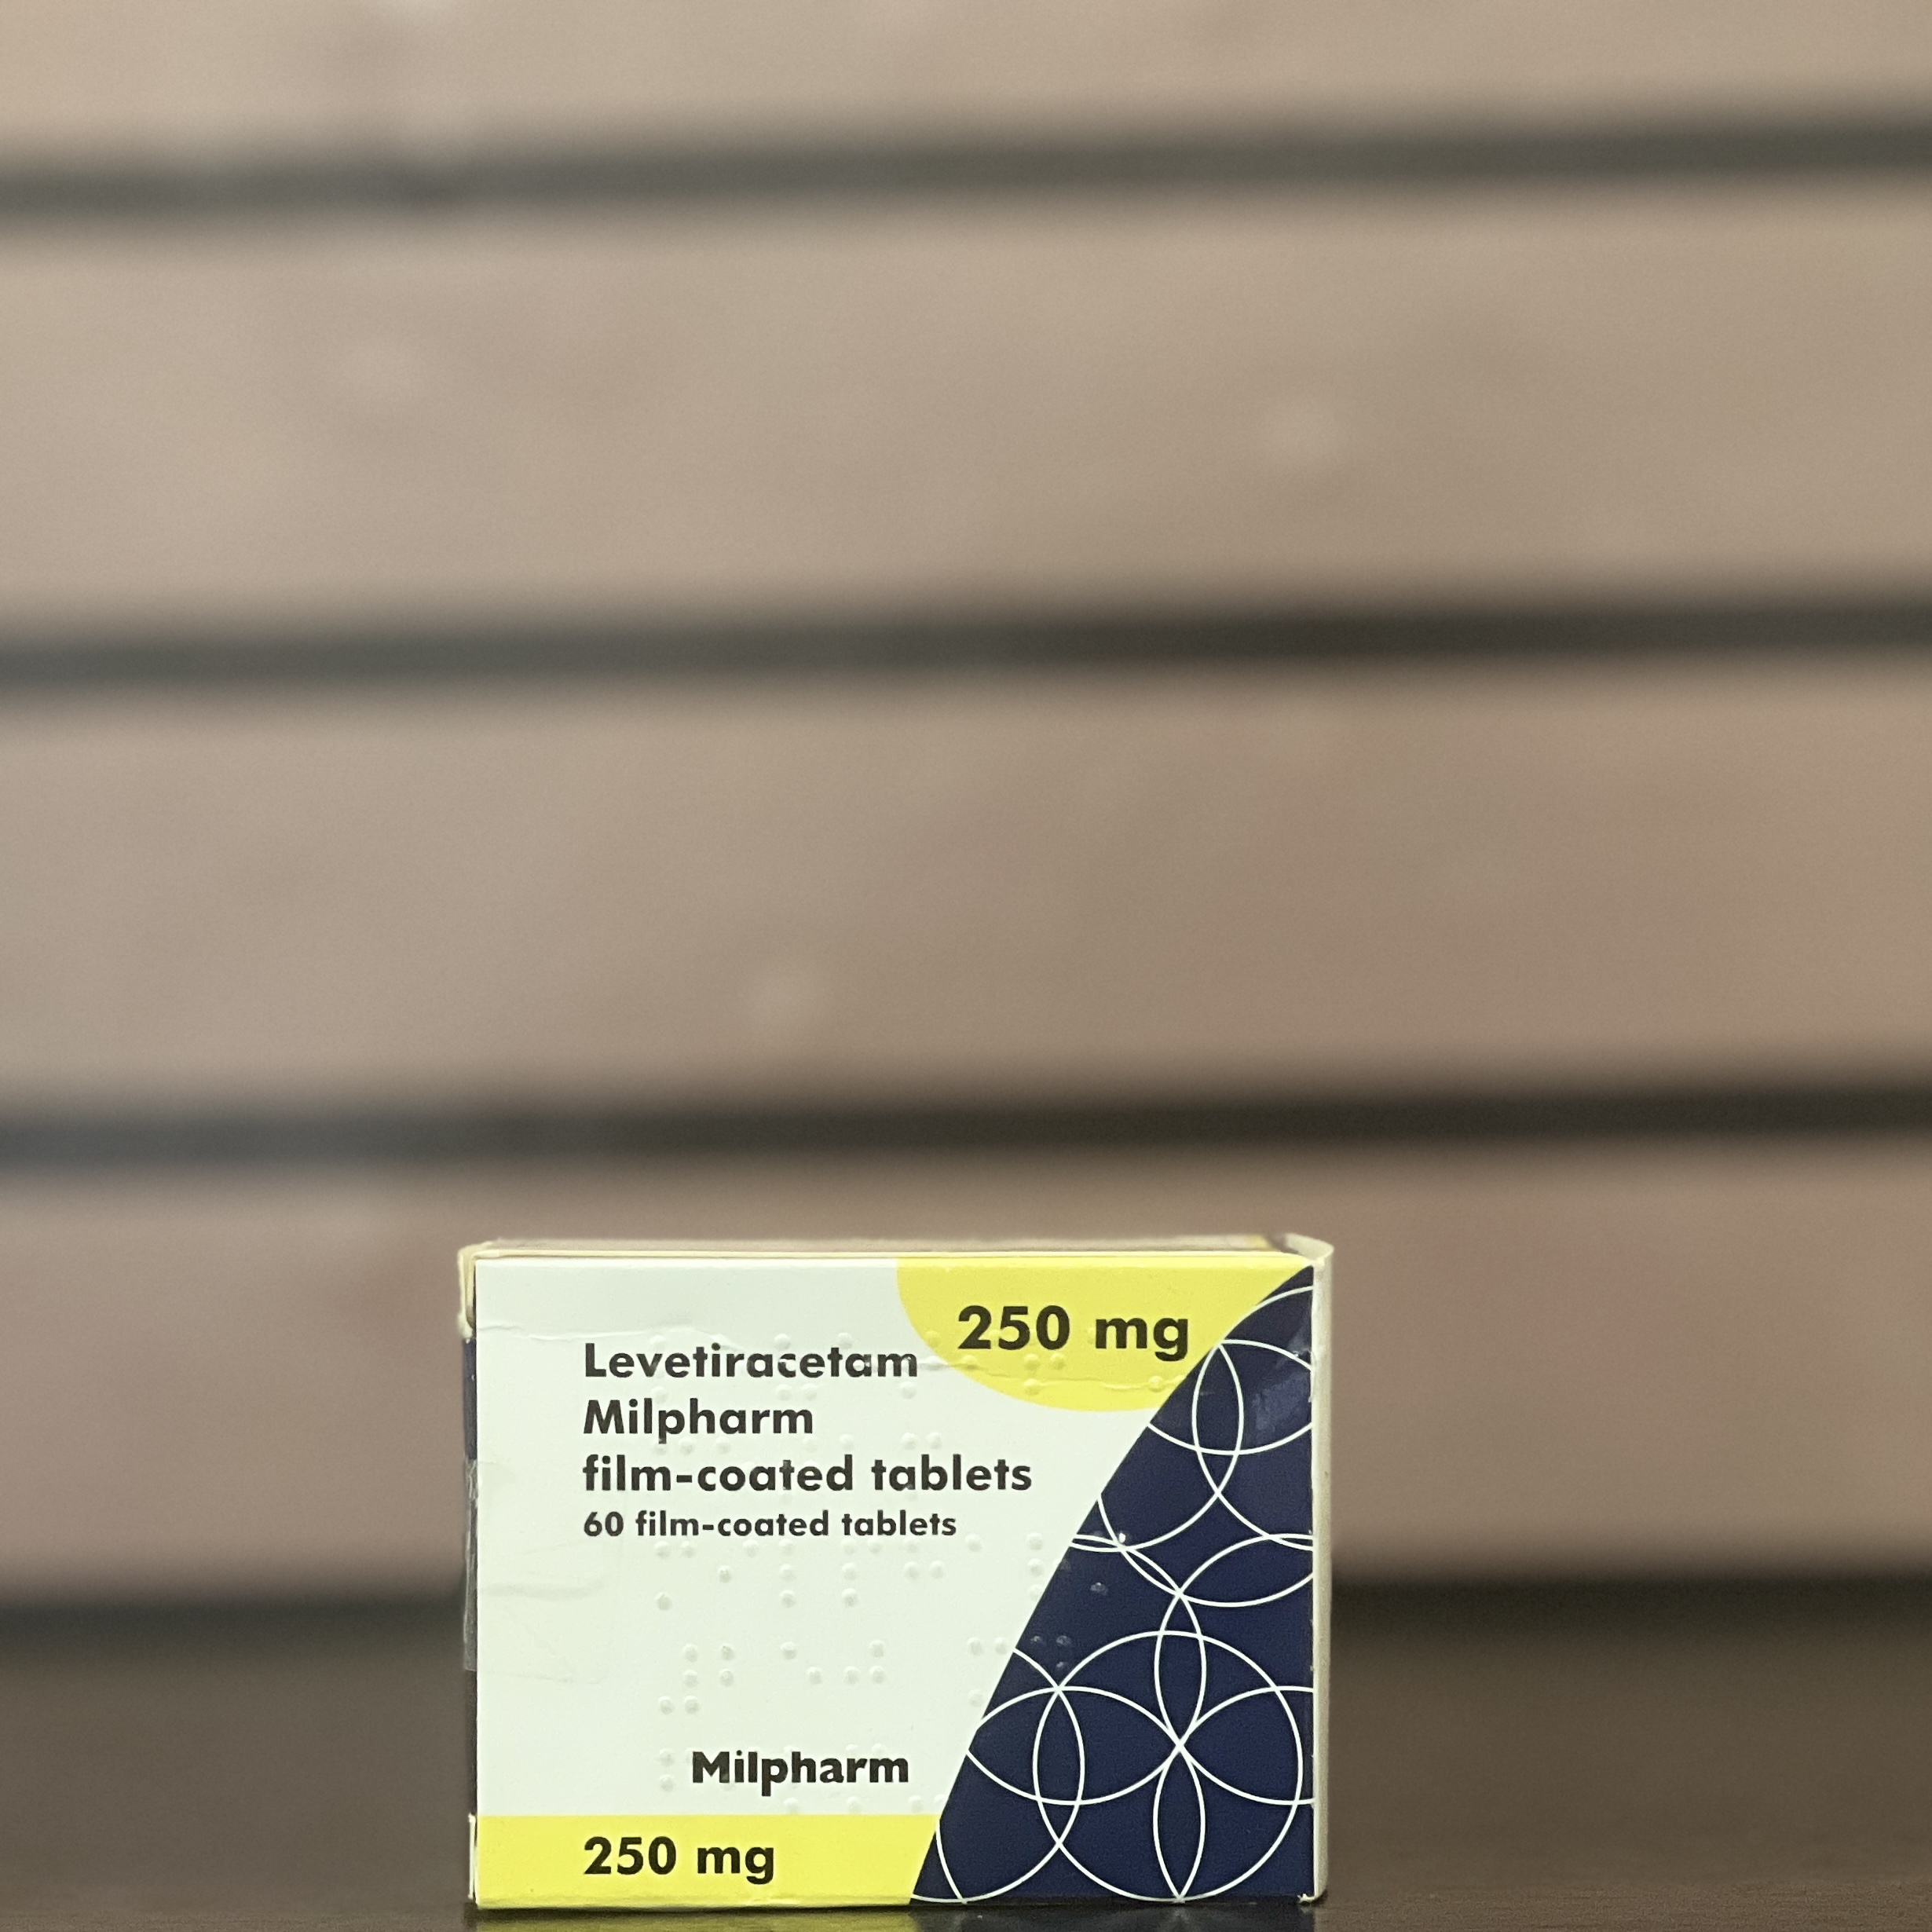 250 mg
Levetiracetam
Milpharm
film-coated tablets
60 film-coated tablets
Milpharm
250 mg